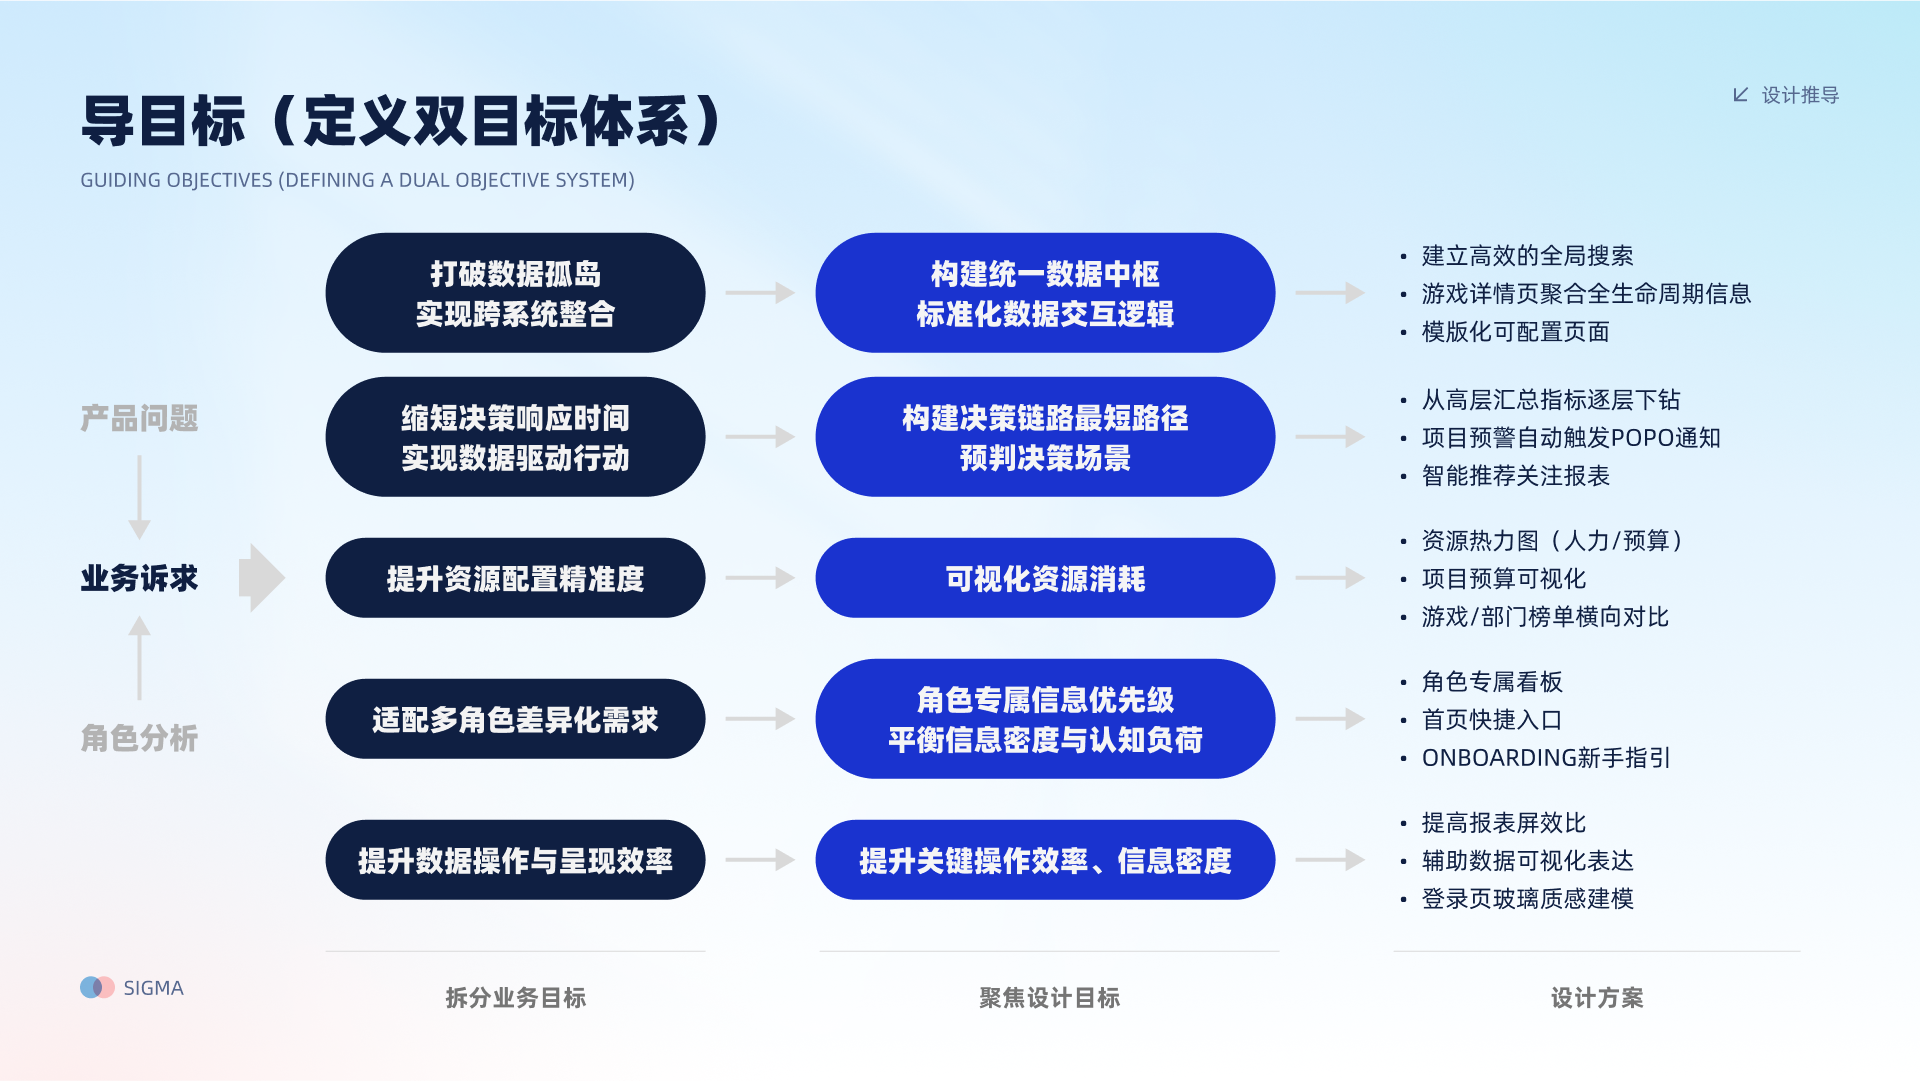 导目标（定义双目标体系）
GUIDING OBJECTIVES (DEFINING A DUAL OBJECTIVE SYSTEM)
设计推导
产品问题
业务诉求
角色分析
打破数据孤岛
实现跨系统整合
构建统一数据中枢
标准化数据交互逻辑
• 建立高效的全局搜索
• 游戏详情页聚合全生命周期信息
• 模版化可配置页面
缩短决策响应时间
实现数据驱动行动
构建决策链路最短路径
预判决策场景
• 从高层汇总指标逐层下钻
• 项目预警自动触发POPO通知
• 智能推荐关注报表
提升资源配置精准度
可视化资源消耗
• 资源热力图（人力/预算）
• 项目预算可视化
• 游戏/部门榜单横向对比
适配多角色差异化需求
角色专属信息优先级
平衡信息密度与认知负荷
• 角色专属看板
• 首页快捷入口
• ONBOARDING新手指引
提升数据操作与呈现效率
提升关键操作效率、信息密度
• 提高报表屏效比
• 辅助数据可视化表达
• 登录页玻璃质感建模
拆分业务目标
聚焦设计目标
设计方案
SIGMA